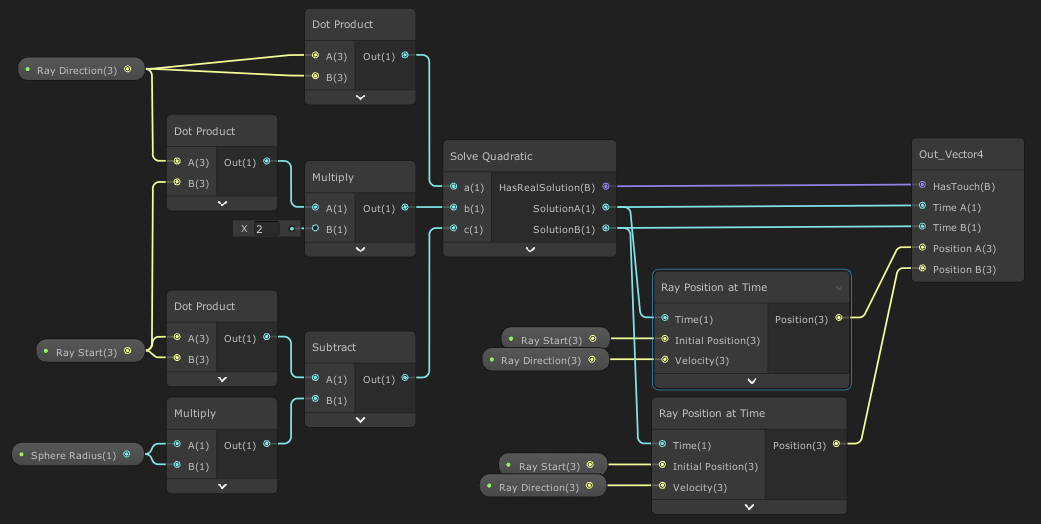 Dot Product
A(3) Out(1)
B(3)
Ray Direction(3)
Dot Product
A(3) Out(1)
B(3)
Multiply
A(1) Out(1)
B(1)
X 2
Solve Quadratic
a(1) HasRealSolution(B)
b(1) SolutionA(1)
c(1) SolutionB(1)
Out_Vector4
HasTouch(B)
Time A(1)
Time B(1)
Position A(3)
Position B(3)
Dot Product
A(3) Out(1)
B(3)
Ray Start(3)
Subtract
A(1) Out(1)
B(1)
Multiply
A(1) Out(1)
B(1)
Sphere Radius(1)
Ray Position at Time
Time(1) Position(3)
Initial Position(3)
Velocity(3)
Ray Start(3)
Ray Direction(3)
Ray Position at Time
Time(1) Position(3)
Initial Position(3)
Velocity(3)
Ray Start(3)
Ray Direction(3)